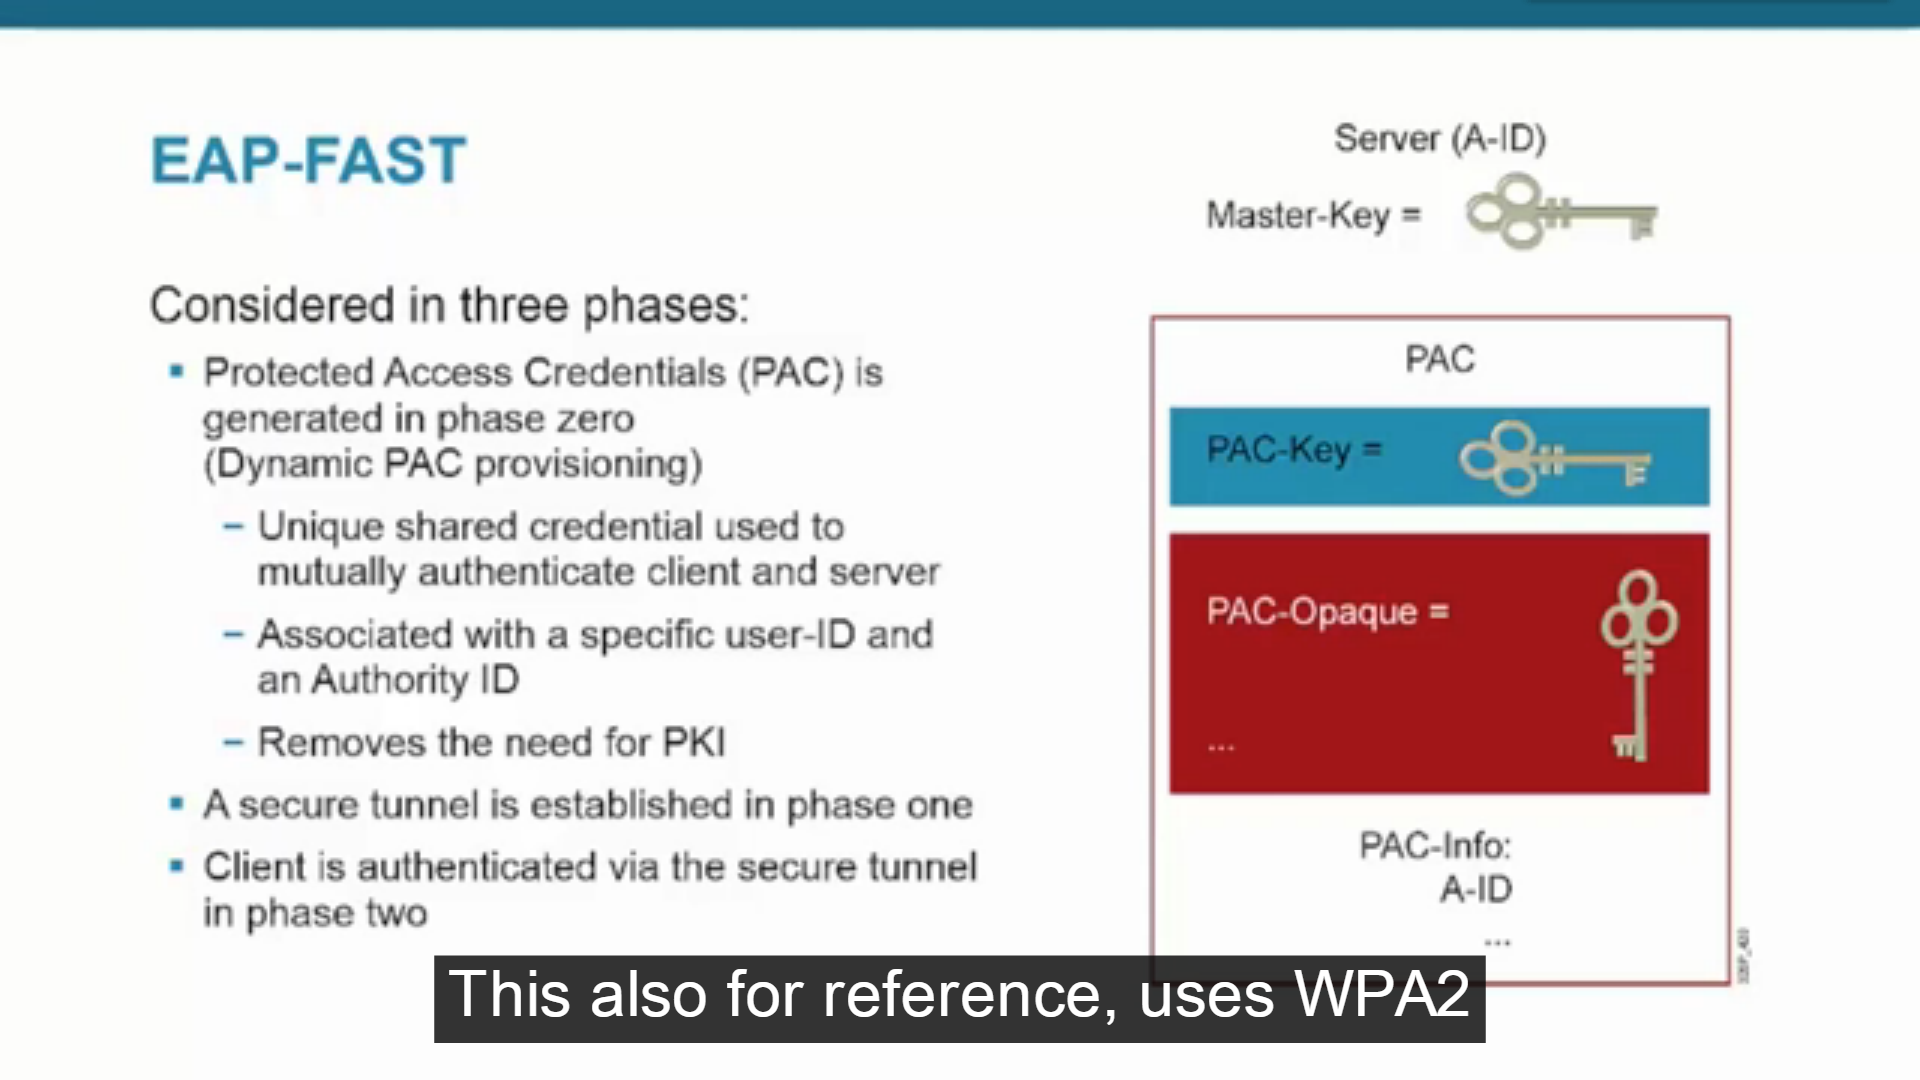 EAP-FAST
Considered in three phases:
Protected Access Credentials (PAC) is
generated in phase zero
(Dynamic PAC provisioning)
– Unique shared credential used to
mutually authenticate client and server
– Associated with a specific user-ID and
an Authority ID
– Removes the need for PKI
A secure tunnel is established in phase one
Client is authenticated via the secure tunnel
in phase two
Server (A-ID)
Master-Key =
PAC
PAC-Key =
PAC-Opaque =
...
PAC-Info:
A-ID
...
This also for reference, uses WPA2